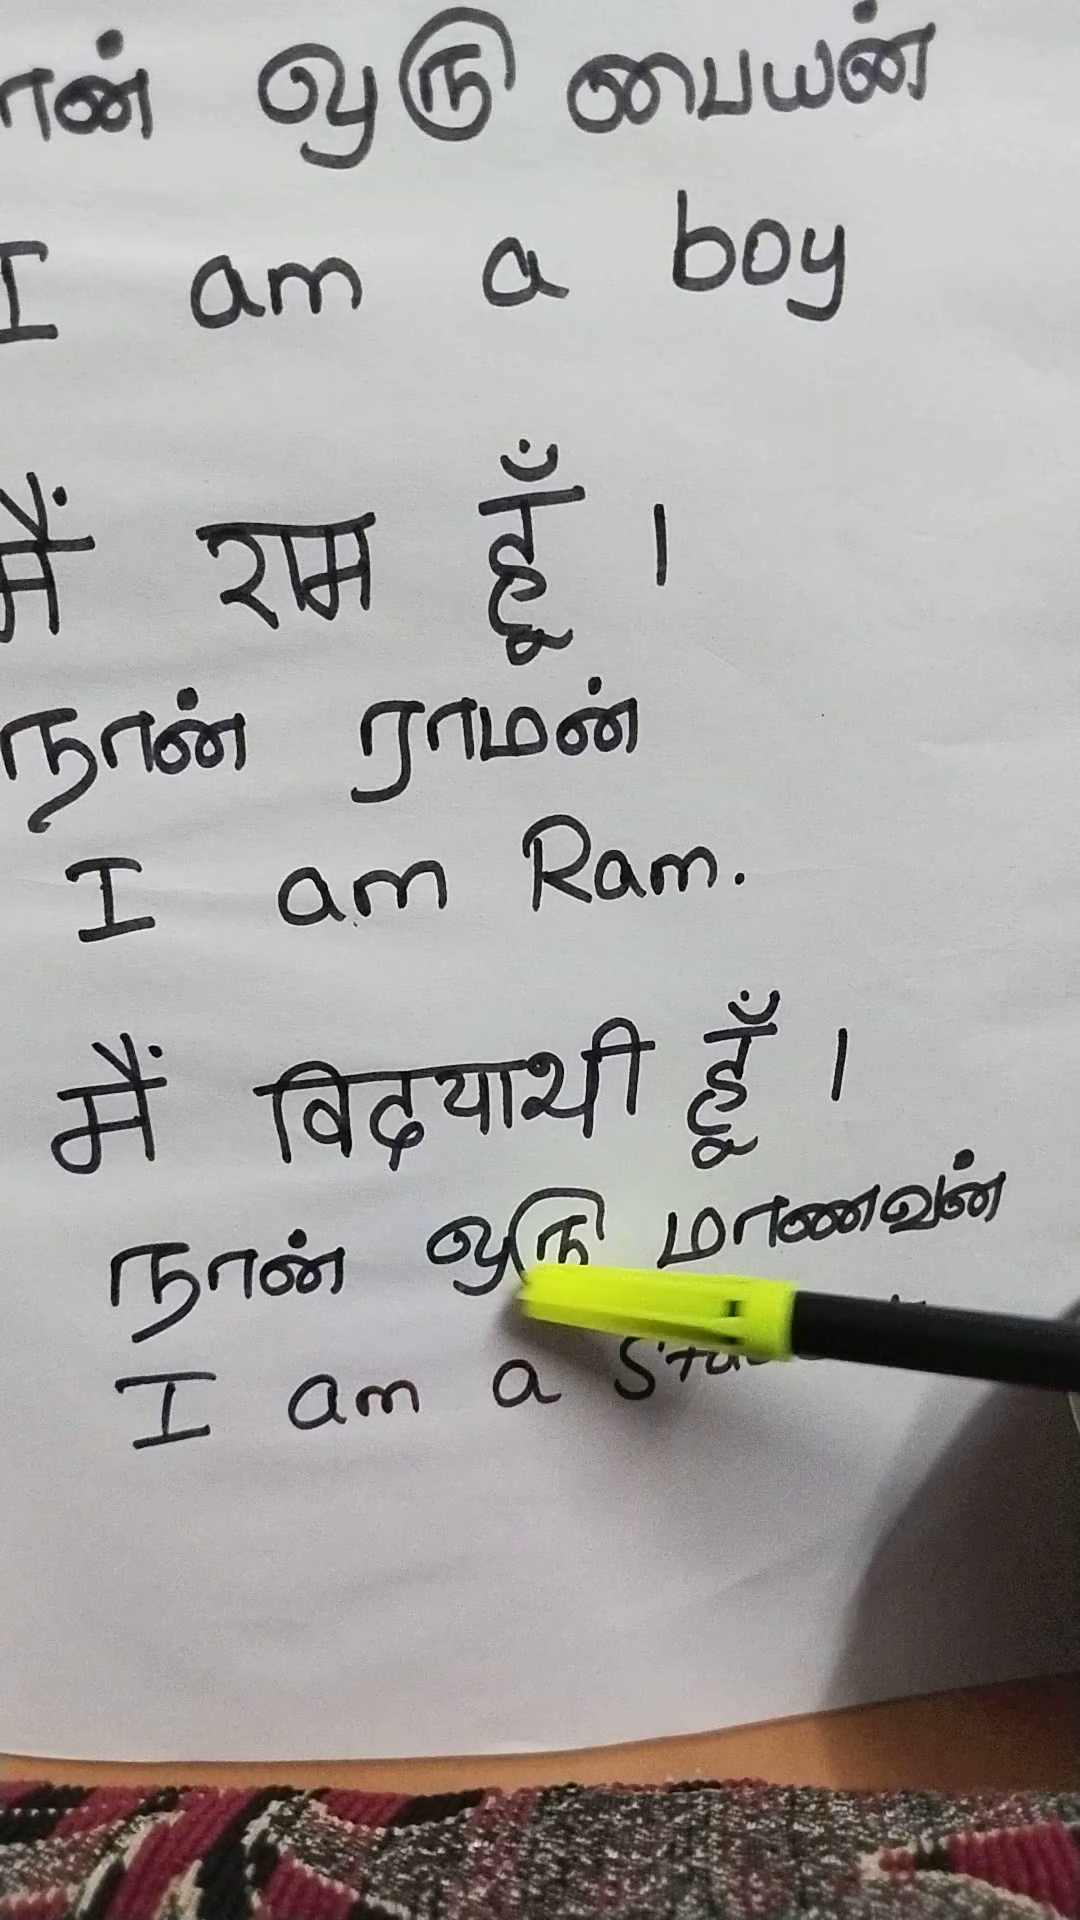 நான் ஒரு பையன்
I am a boy
मैं राम हूँ।
நான் ராமன்
I am Ram.
मैं विदयाथी हूँ।
நான் ஒரு மாணவன்
I am a